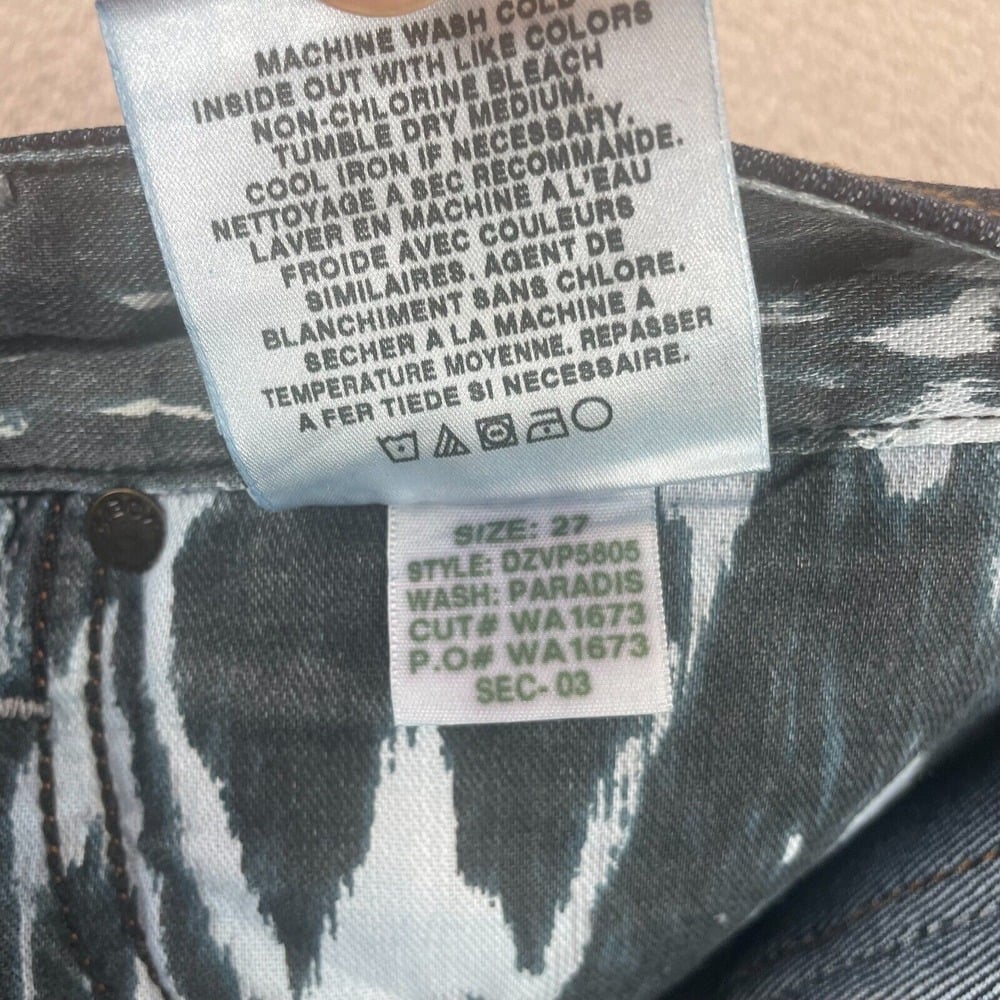 MACHINE WASH COLD
INSIDE OUT WITH LIKE COLORS
NON-CHLORINE BLEACH
TUMBLE DRY MEDIUM.
COOL IRON IF NECESSARY.
NETTOYAGE A SEC RECOMMANDE.
LAVER EN MACHINE A L'EAU
FROIDE AVEC COULEURS
SIMILAIRES. AGENT DE
BLANCHIMENT SANS CHLORE.
SECHER A LA MACHINE A
TEMPERATURE MOYENNE. REPASSER
A FER TIEDE SI NECESSAIRE.
SIZE: 27
STYLE: DZVP5805
WASH: PARADIS
CUT# WA1673
P.O# WA1673
SEC- 03